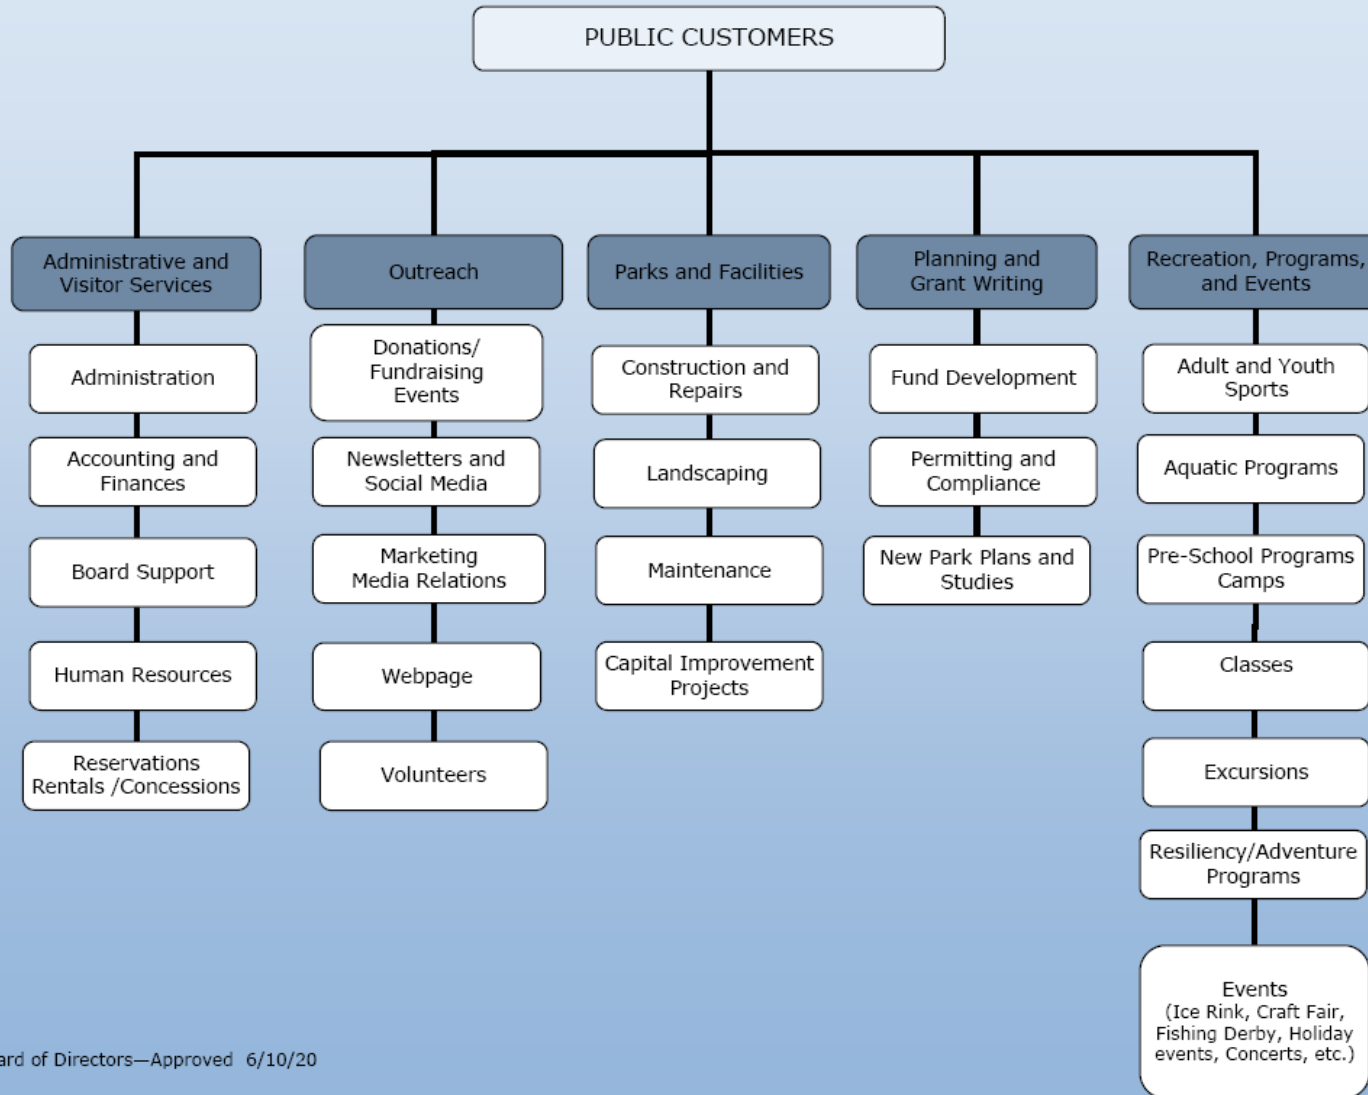 PUBLIC CUSTOMERS
Administrative and
Visitor Services
Administration
Accounting and
Finances
Board Support
Human Resources
Reservations
Rentals /Concessions
Outreach
Donations/
Fundraising
Events
Newsletters and
Social Media
Marketing
Media Relations
Webpage
Volunteers
Parks and Facilities
Construction and
Repairs
Landscaping
Maintenance
Capital Improvement
Projects
Planning and
Grant Writing
Fund Development
Permitting and
Compliance
New Park Plans and
Studies
Recreation, Programs,
and Events
Adult and Youth
Sports
Aquatic Programs
Pre-School Programs
Camps
Classes
Excursions
Resiliency/Adventure
Programs
Events
(Ice Rink, Craft Fair,
Fishing Derby, Holiday
events, Concerts, etc.)
ard of Directors—Approved 6/10/20